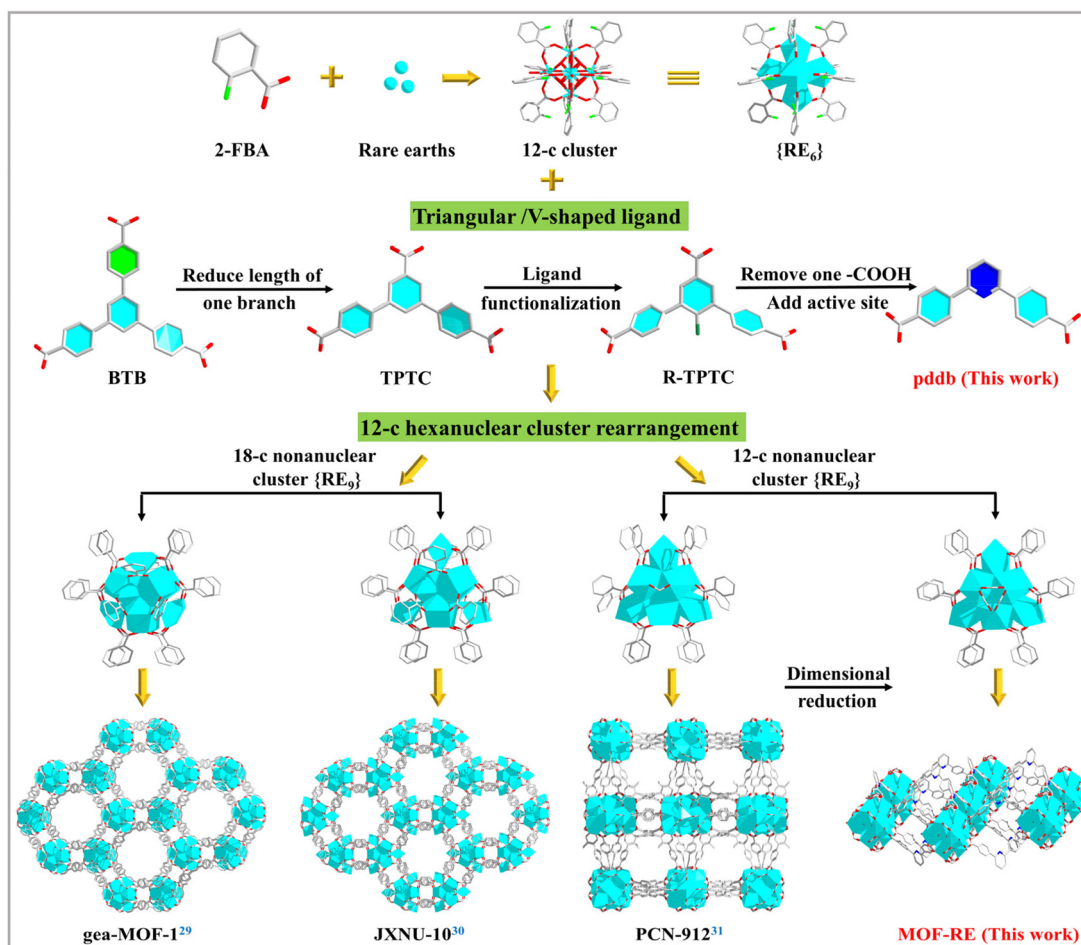 2-FBA
Rare earths
12-c cluster
{RE₆}
Triangular /V-shaped ligand
Reduce length of
one branch
Ligand
functionalization
Remove one -COOH
Add active site
BTB
TPTC
R-TPTC
pddb (This work)
12-c hexanuclear cluster rearrangement
18-c nonanuclear
cluster {RE₉}
12-c nonanuclear
cluster {RE₉}
Dimensional
reduction
gea-MOF-1²⁹
JXNU-10³⁰
PCN-912³¹
MOF-RE (This work)